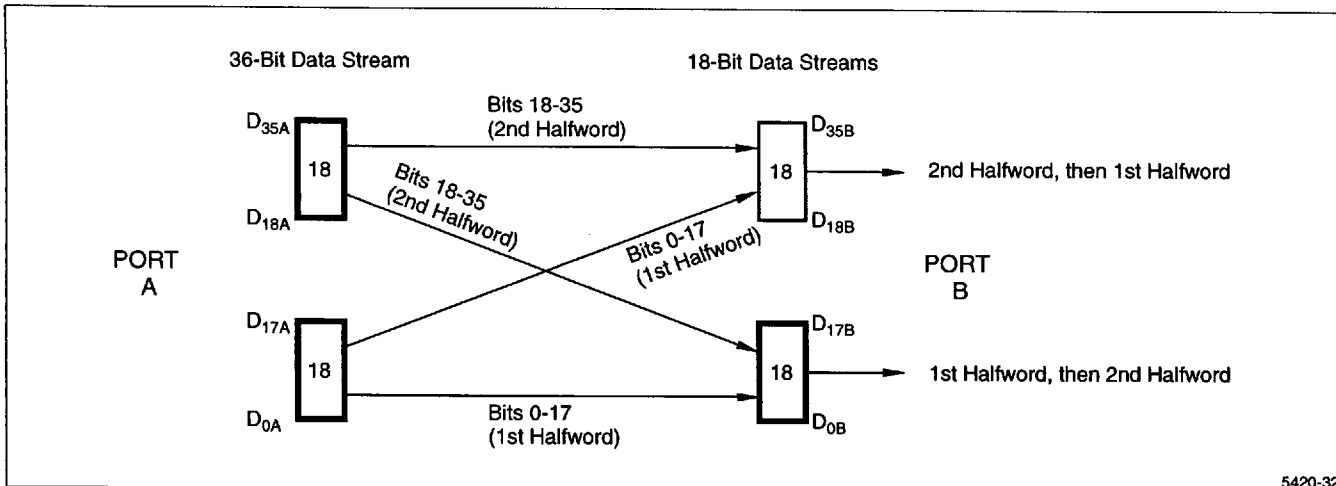 36-Bit Data Stream
18-Bit Data Streams
D35A
18
D18A
Bits 18-35
(2nd Halfword)
Bits 18-35
(2nd Halfword)
D35B
18
D18B
2nd Halfword, then 1st Halfword
PORT
A
Bits 0-17
(1st Halfword)
PORT
B
D17A
18
D0A
Bits 0-17
(1st Halfword)
D17B
18
D0B
1st Halfword, then 2nd Halfword
5420-32